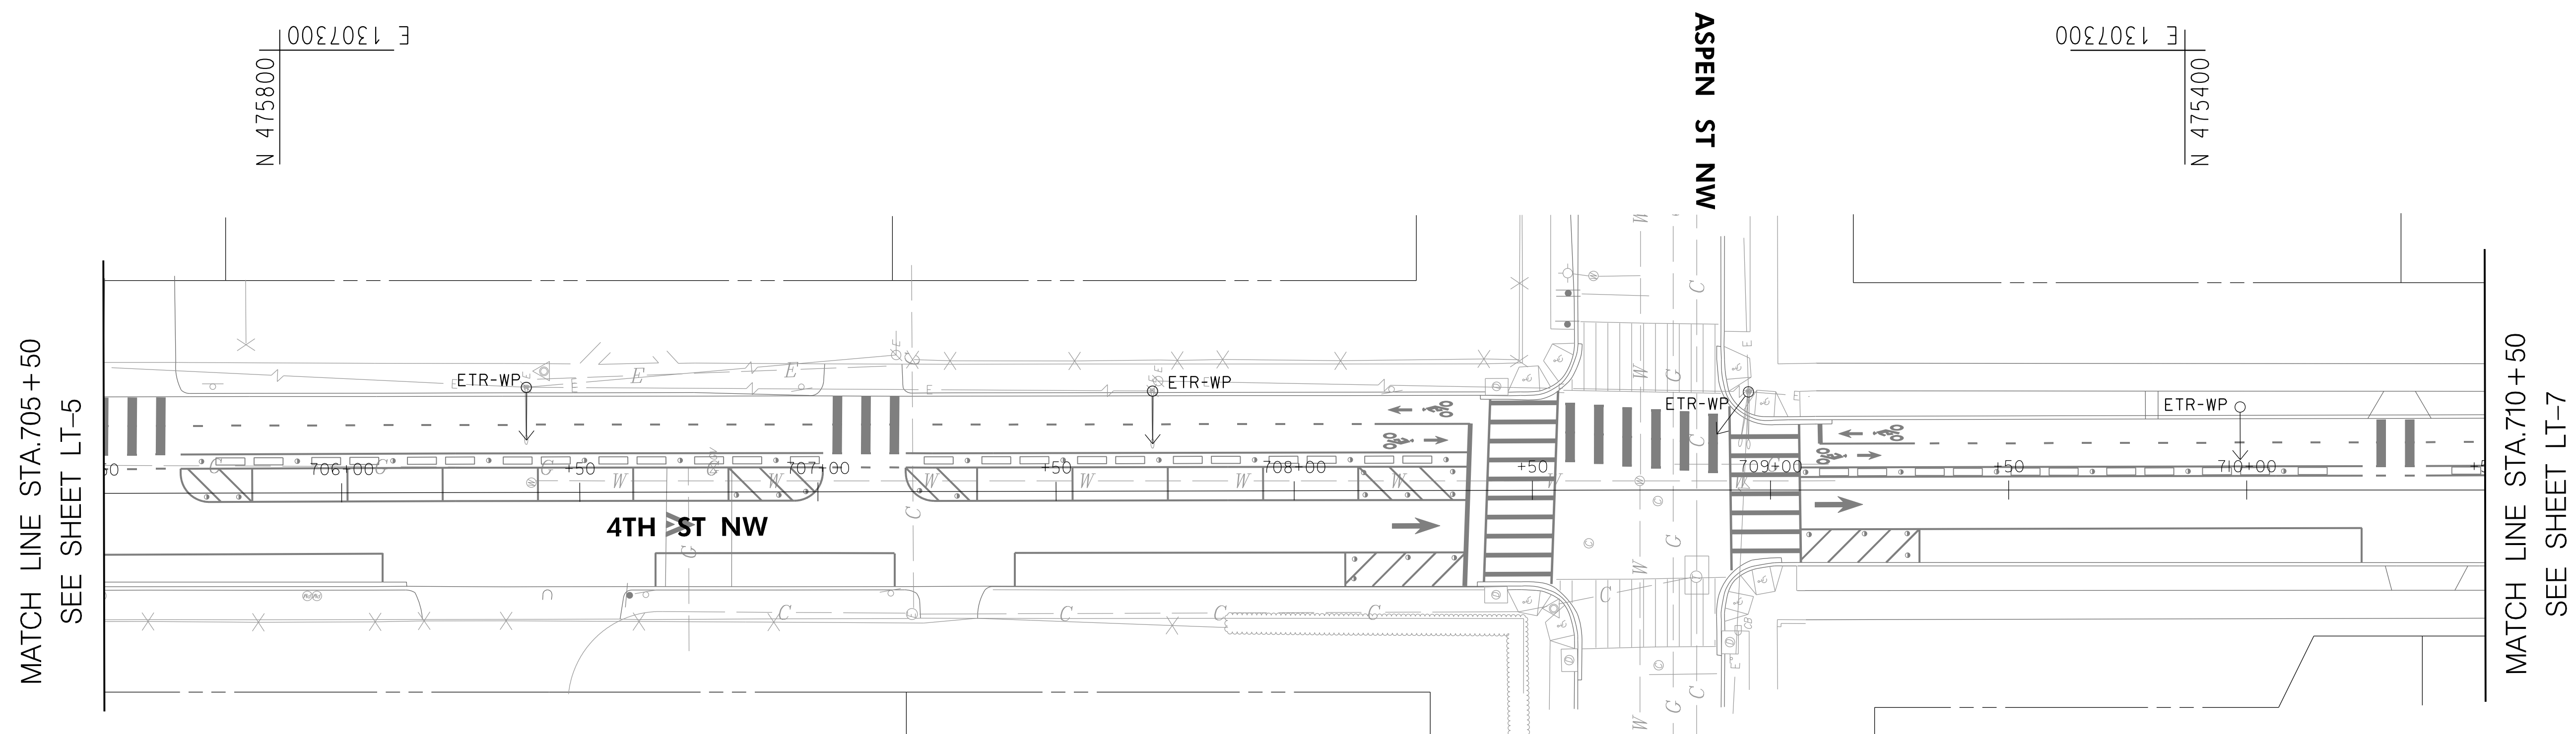 E 1307300
N 475800
ASPEN ST NW
E 1307300
N 475400
MATCH LINE STA.705+50
SEE SHEET LT-5
ETR-WP
ETR-WP
ETR-WP
ETR-WP
706+00
+50
707+00
+50
708+00
+50
709+00
+50
710+00
4TH ST NW
E
E
E
E
E
E
W
W
W
W
W
W
G
G
G
G
C
C
C
C
C
C
C
C
C
CB
MATCH LINE STA.710+50
SEE SHEET LT-7